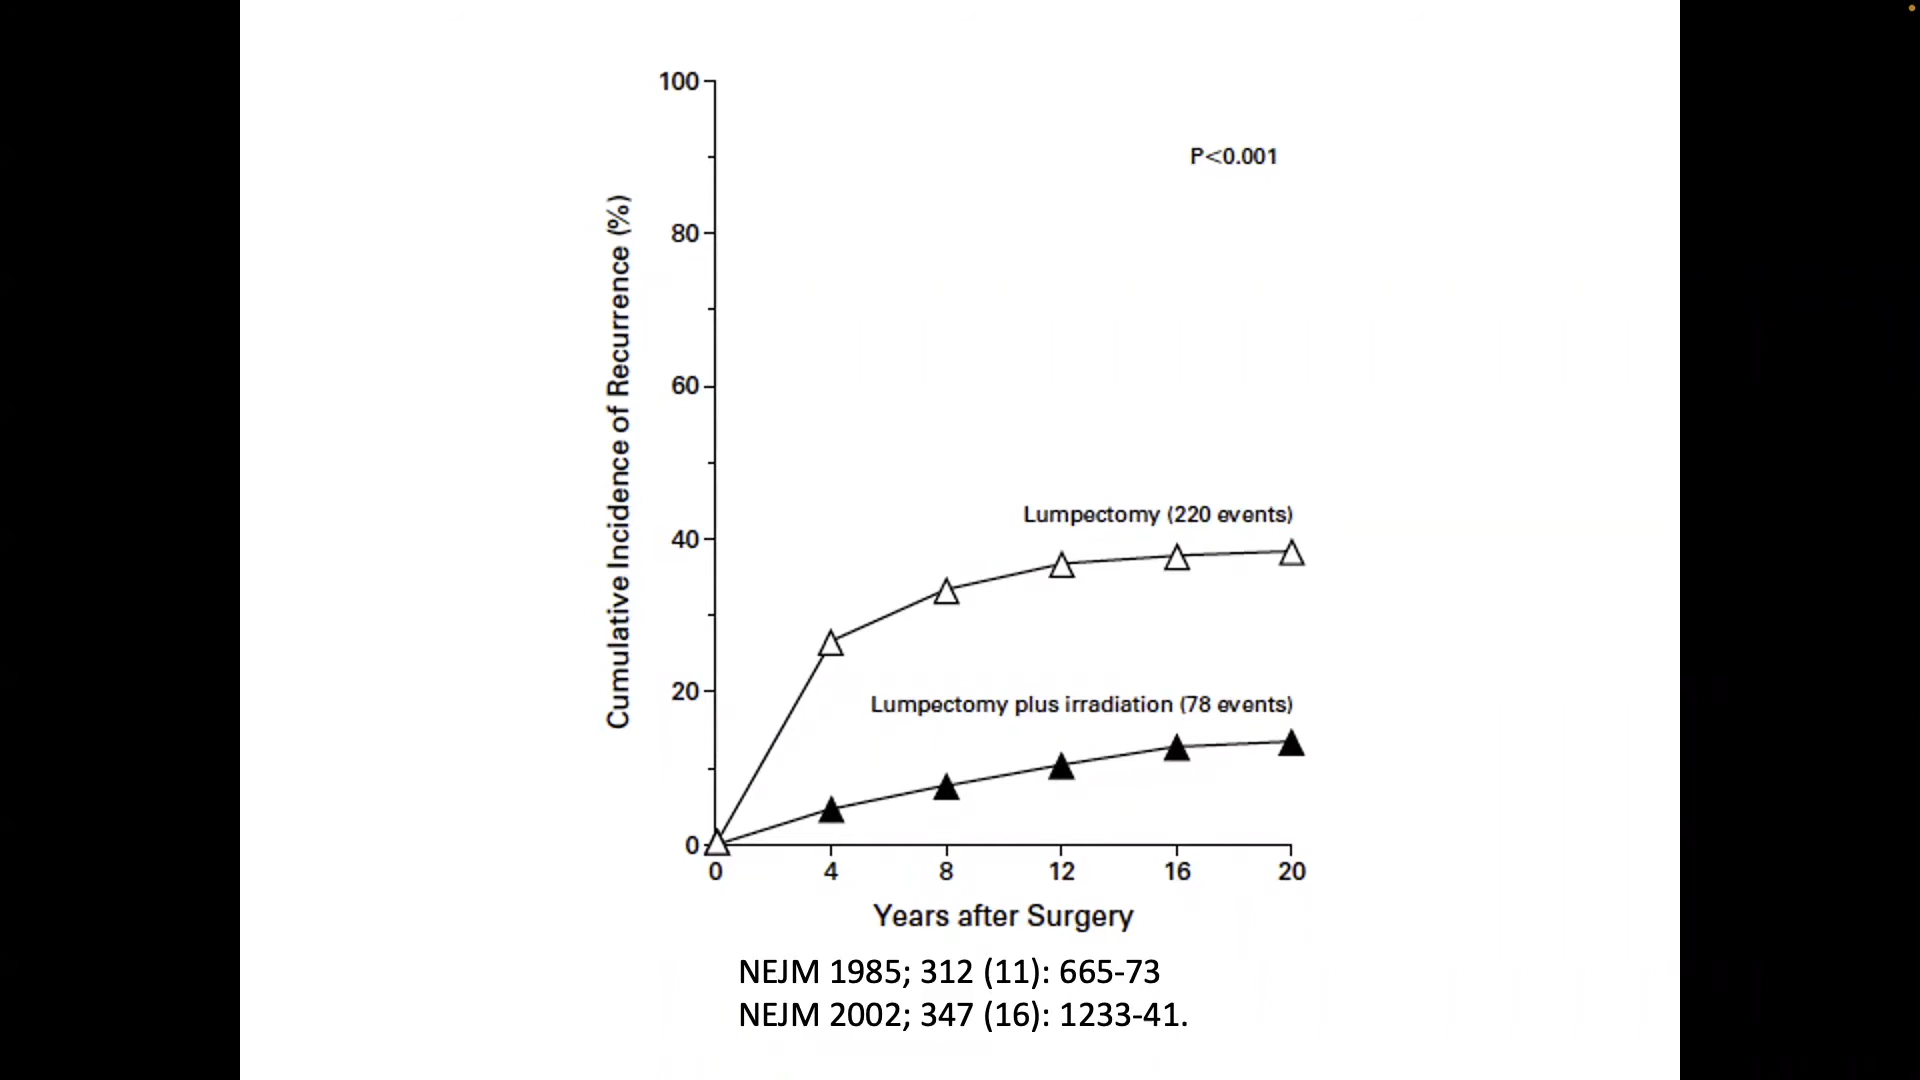 100
P<0.001
80
Cumulative Incidence of Recurrence (%)
60
Lumpectomy (220 events)
40
20
Lumpectomy plus irradiation (78 events)
0
0 4 8 12 16 20
Years after Surgery
NEJM 1985; 312 (11): 665-73
NEJM 2002; 347 (16): 1233-41.